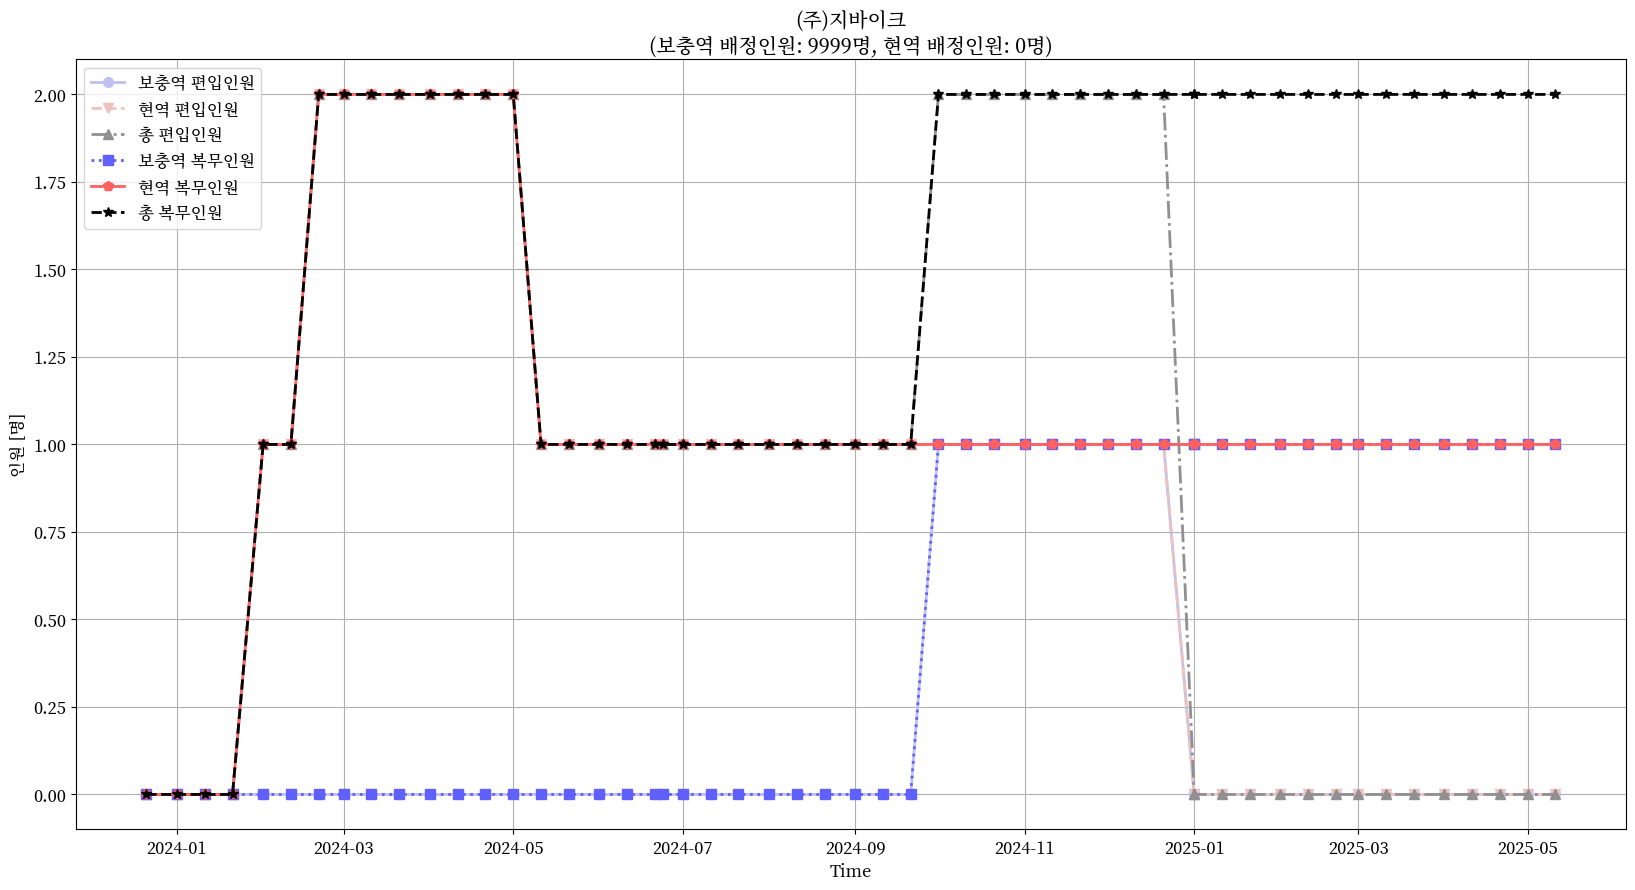 (주)지바이크
(보충역 배정인원: 9999명, 현역 배정인원: 0명)
보충역 편입인원
현역 편입인원
총 편입인원
보충역 복무인원
현역 복무인원
총 복무인원
2.00
1.75
1.50
1.25
1.00
0.75
0.50
0.25
0.00
인원 [명]
2024-01 2024-03 2024-05 2024-07 2024-09 2024-11 2025-01 2025-03 2025-05
Time